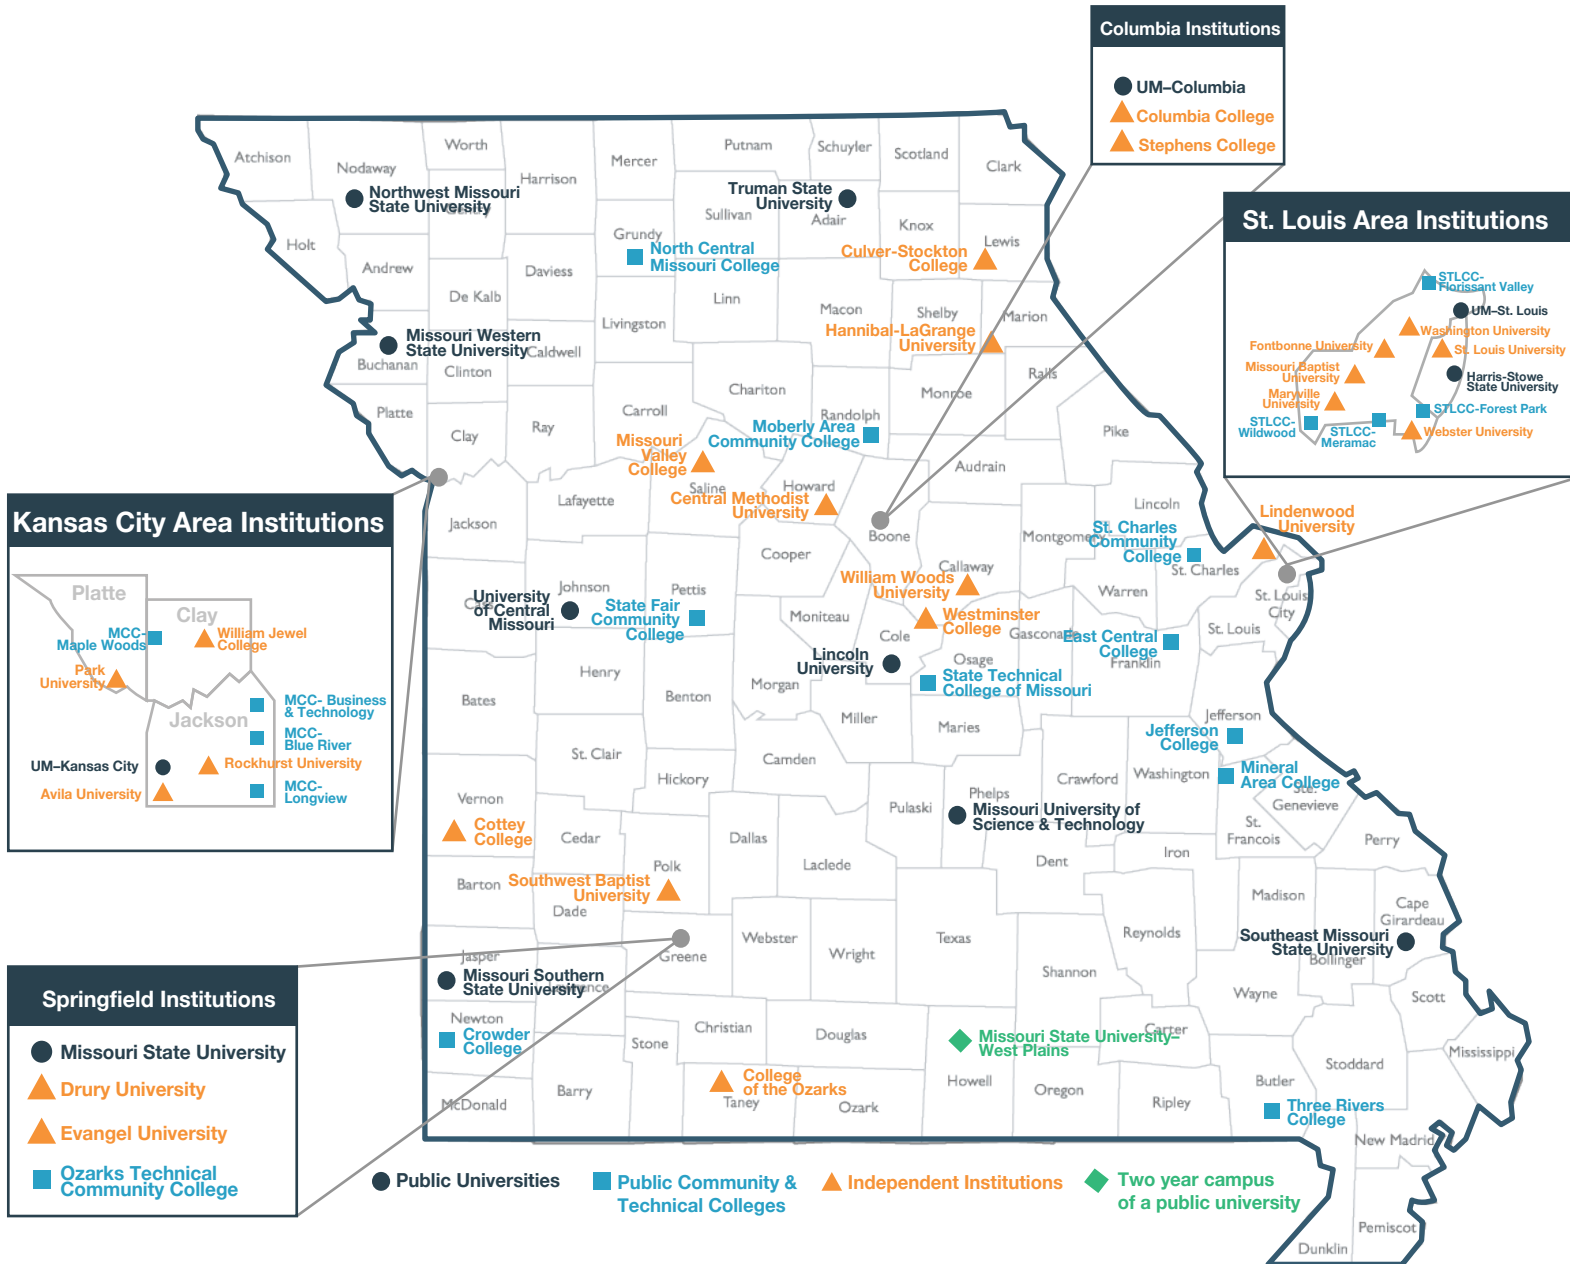 Columbia Institutions
UM–Columbia
Columbia College
Stephens College
St. Louis Area Institutions
STLCC-
Florissant Valley
UM–St. Louis
Washington University
Fontbonne University
St. Louis University
Missouri Baptist
University
Harris-Stowe
State University
Maryville
University
STLCC-Forest Park
STLCC-
Wildwood
STLCC-
Meramac
Webster University
Atchison
Nodaway
Worth
Harrison
Mercer
Putnam
Schuyler
Scotland
Clark
Northwest Missouri
State University
Gentry
Truman State
University
Sullivan
Adair
Knox
Lewis
Holt
Grundy
North Central
Missouri College
Culver-Stockton
College
Andrew
Daviess
De Kalb
Linn
Macon
Shelby
Marion
Livingston
Hannibal-LaGrange
University
Missouri Western
State University
Caldwell
Buchanan
Clinton
Ralls
Chariton
Monroe
Platte
Carroll
Randolph
Clay
Ray
Moberly Area
Community College
Pike
Missouri
Valley
College
Audrain
Saline
Howard
Lafayette
Central Methodist
University
Lincoln
Lindenwood
University
Kansas City Area Institutions
Jackson
Boone
Montgomery
St. Charles
Community
College
Cooper
Callaway
St. Charles
Platte
Clay
MCC-
Maple Woods
William Jewel
College
Park
University
MCC- Business
& Technology
Jackson
MCC-
Blue River
UM–Kansas City
Rockhurst University
Avila University
MCC-
Longview
Johnson
Pettis
William Woods
University
Warren
St. Louis
City
Cass
University
of Central
Missouri
State Fair
Community
College
Moniteau
Westminster
College
Cole
Gasconade
East Central
College
St. Louis
Lincoln
University
Osage
Franklin
Henry
State Technical
College of Missouri
Morgan
Bates
Benton
Miller
Maries
Jefferson
Jefferson
College
St. Clair
Camden
Hickory
Crawford
Washington
Mineral
Area College
Vernon
Phelps
Ste.
Genevieve
Pulaski
Missouri University of
Science & Technology
Cottey
College
Cedar
Dallas
St.
Francois
Perry
Polk
Laclede
Dent
Iron
Barton
Southwest Baptist
University
Madison
Dade
Cape
Girardeau
Webster
Texas
Reynolds
Southeast Missouri
State University
Jasper
Greene
Wright
Bollinger
Missouri Southern
State University
Lawrence
Shannon
Wayne
Scott
Springfield Institutions
Missouri State University
Drury University
Evangel University
Ozarks Technical
Community College
Newton
Crowder
College
Stone
Christian
Douglas
Missouri State University–
West Plains
Carter
Stoddard
Mississippi
McDonald
Barry
College
of the Ozarks
Taney
Ozark
Howell
Oregon
Ripley
Butler
Three Rivers
College
New Madrid
Public Universities
Public Community &
Technical Colleges
Independent Institutions
Two year campus
of a public university
Pemiscot
Dunklin